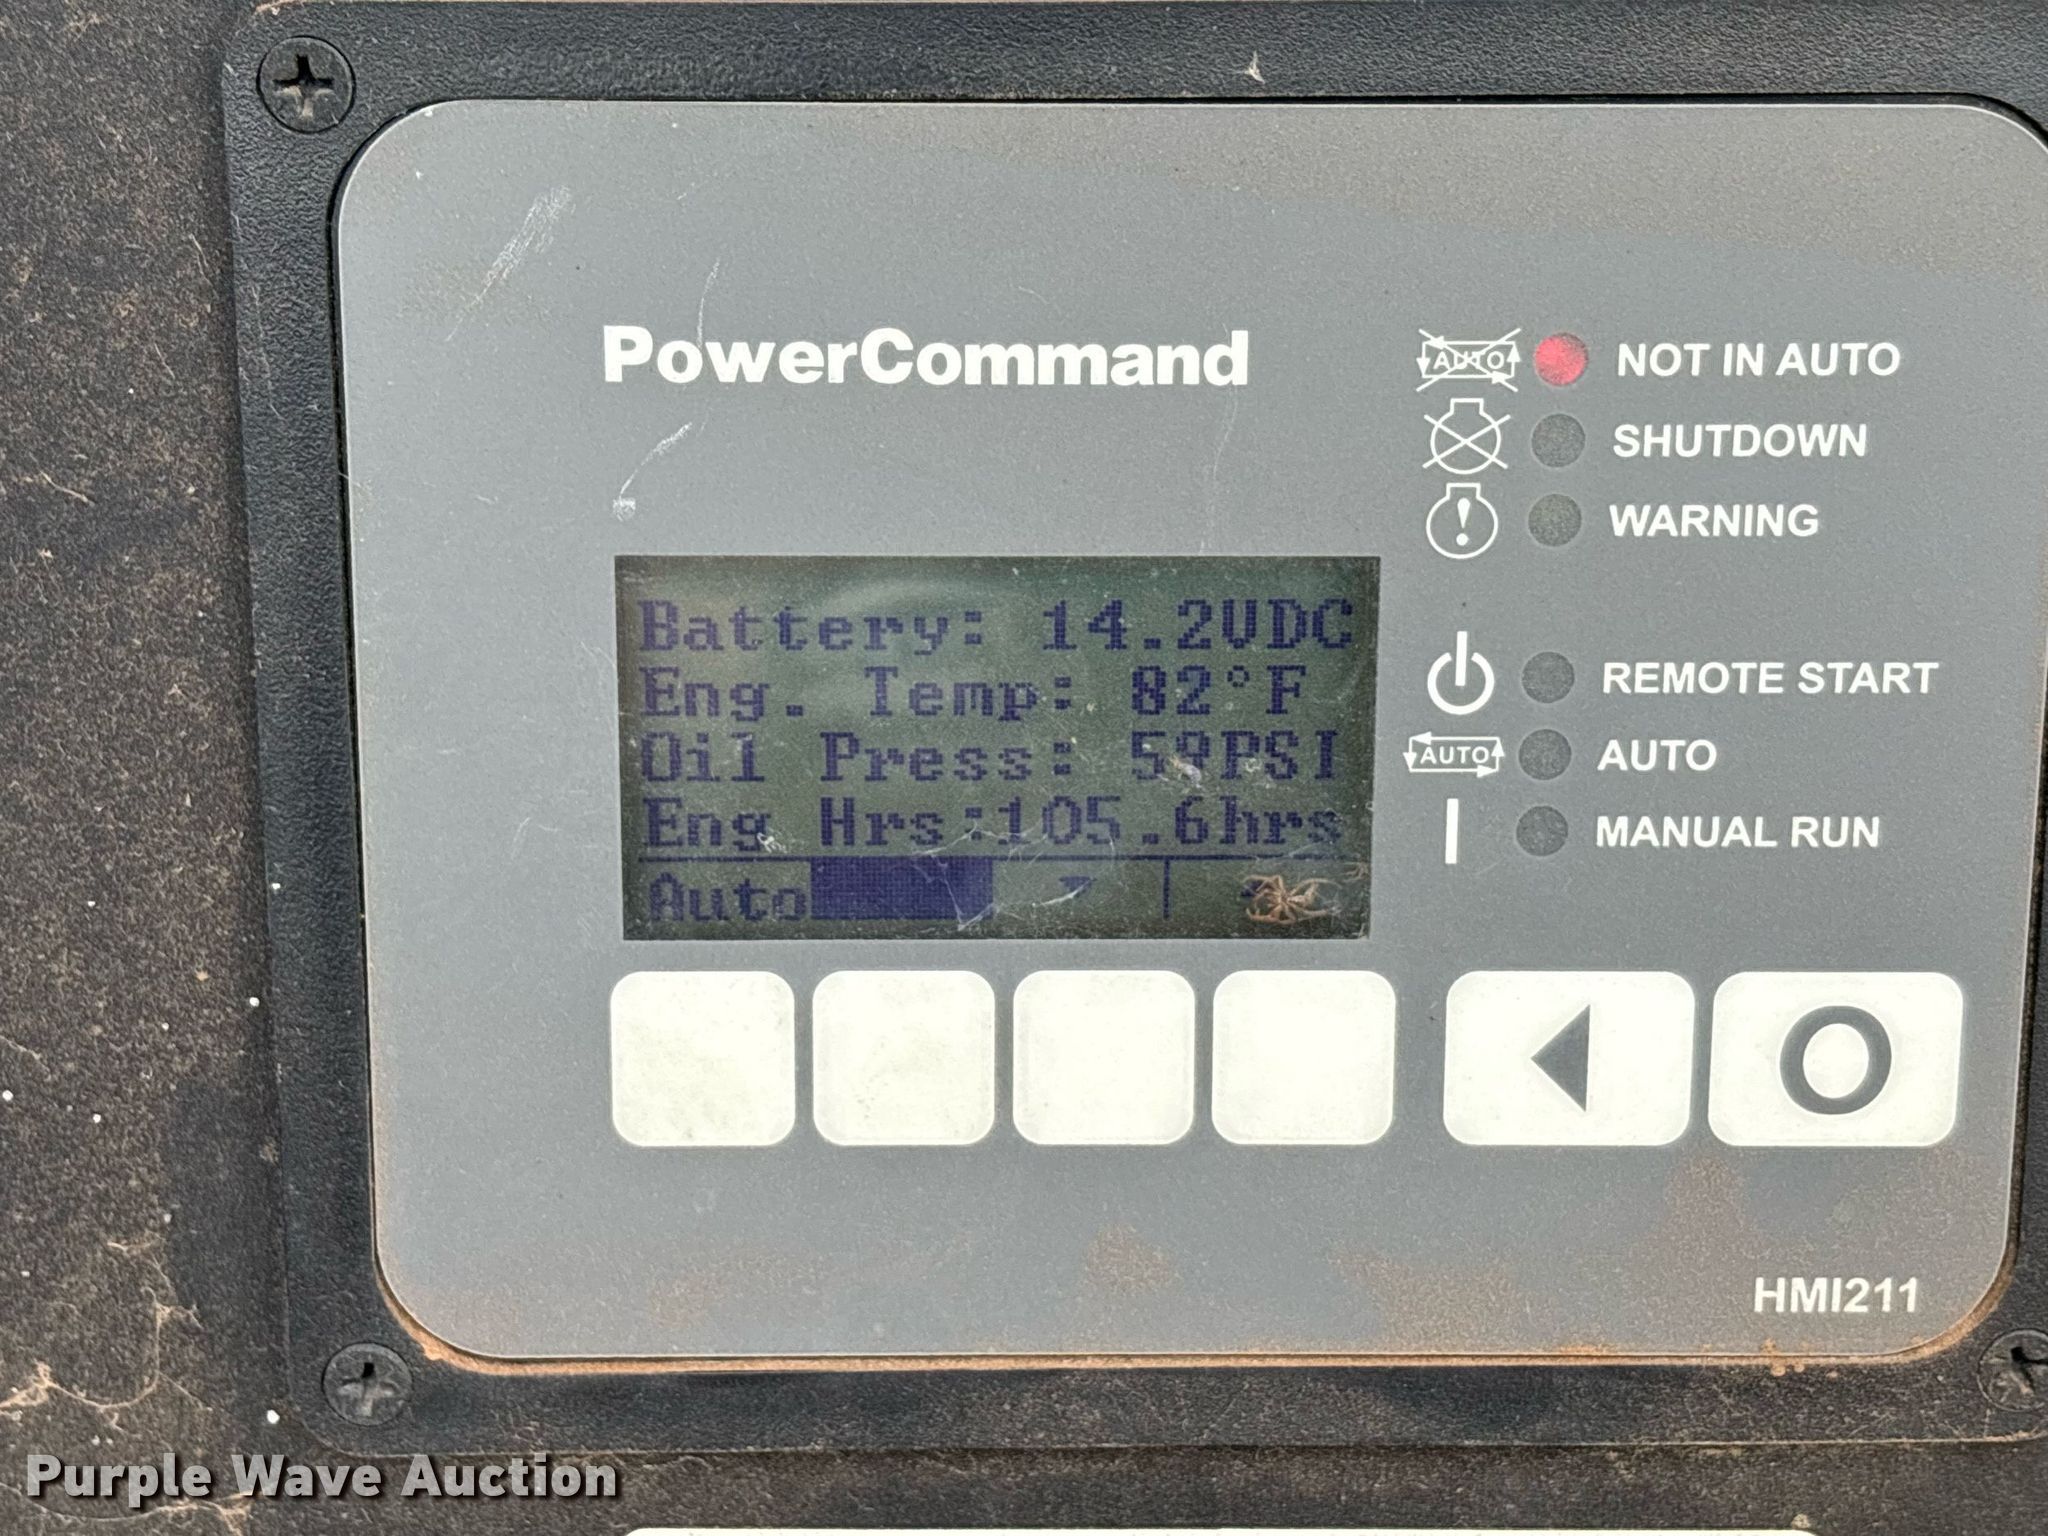 PowerCommand
AUTO NOT IN AUTO
SHUTDOWN
! WARNING
Battery: 14.2VDC
Eng. Temp: 82°F
Oil Press: 59PSI
Eng Hrs:105.6hrs
Auto
REMOTE START
AUTO AUTO
MANUAL RUN
HMI211
Purple Wave Auction